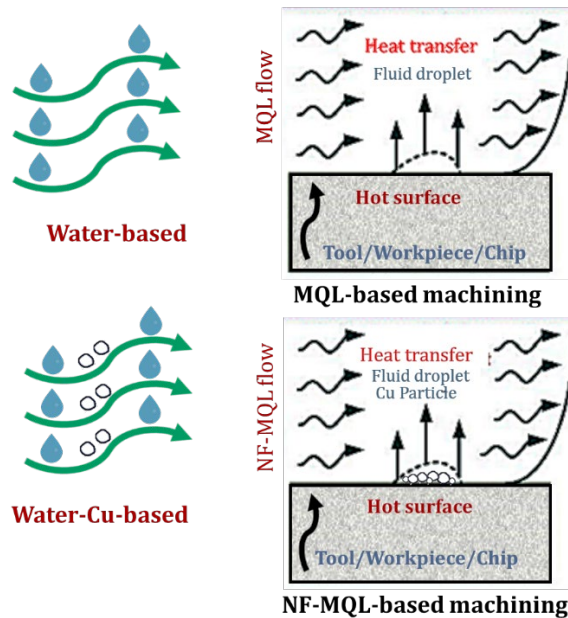 MQL flow
Heat transfer
Fluid droplet
Water-based
Hot surface
Tool/Workpiece/Chip
MQL-based machining
NF-MQL flow
Heat transfer
Fluid droplet
Cu Particle
Water-Cu-based
Hot surface
Tool/Workpiece/Chip
NF-MQL-based machining